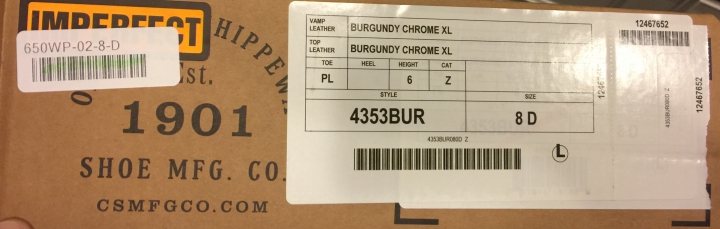 IMPERFECT
650WP-02-8-D
HIPPEW
Est.
1901
SHOE MFG. CO.
CSMFGCO.COM
VAMP LEATHER BURGUNDY CHROME XL
TOP LEATHER BURGUNDY CHROME XL
TOE HEEL HEIGHT CAT
PL 6 Z
STYLE SIZE
4353BUR 8 D
4353BUR080D Z
L
12467652
12467652
4353BUR080D Z